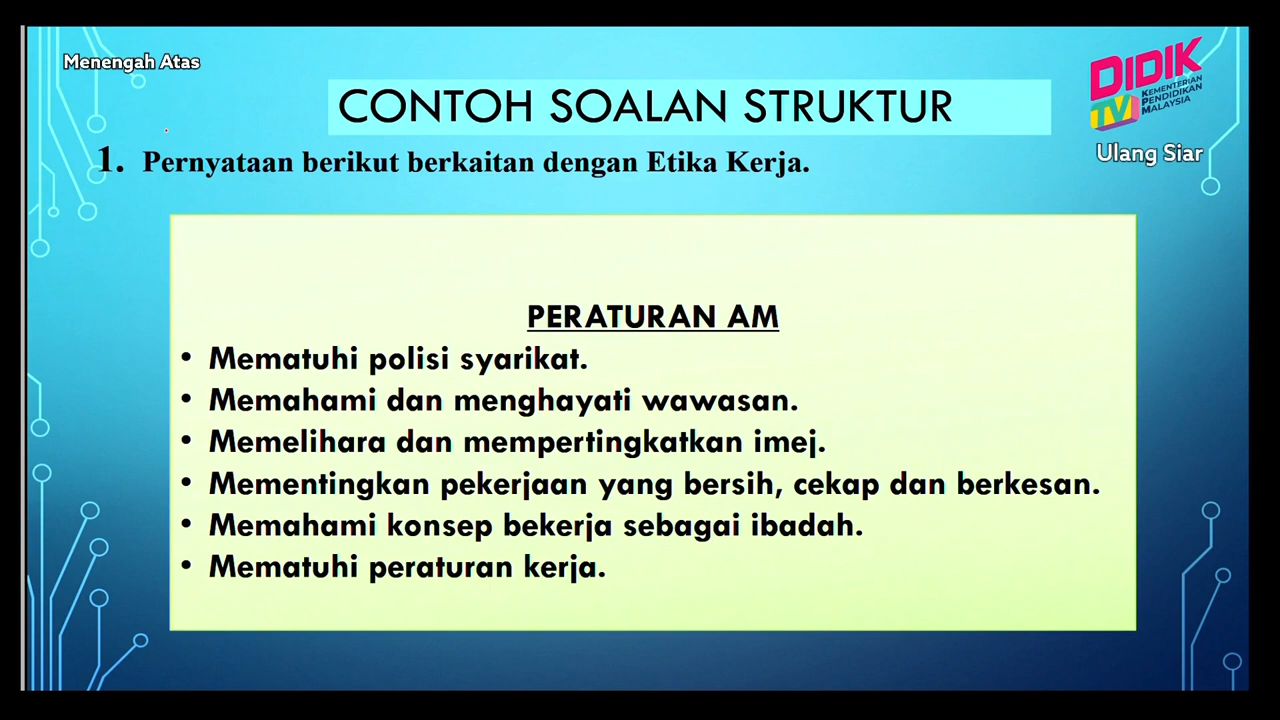 Menengah Atas
DIDIK
TV
KEMENTERIAN
PENDIDIKAN
MALAYSIA
Ulang Siar
CONTOH SOALAN STRUKTUR
1. Pernyataan berikut berkaitan dengan Etika Kerja.
PERATURAN AM
• Mematuhi polisi syarikat.
• Memahami dan menghayati wawasan.
• Memelihara dan mempertingkatkan imej.
• Mementingkan pekerjaan yang bersih, cekap dan berkesan.
• Memahami konsep bekerja sebagai ibadah.
• Mematuhi peraturan kerja.